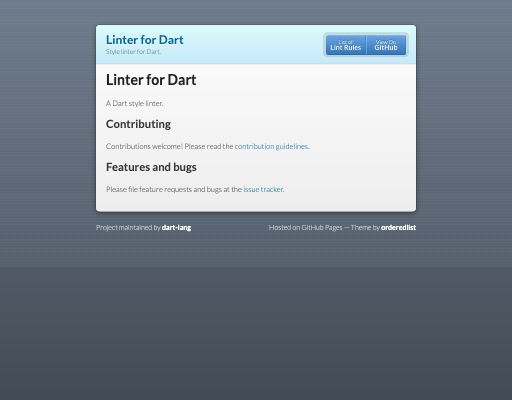 Linter for Dart
Style linter for Dart.
List of
Lint Rules
View On
GitHub
Linter for Dart
A Dart style linter.
Contributing
Contributions welcome! Please read the contribution guidelines.
Features and bugs
Please file feature requests and bugs at the issue tracker.
Project maintained by dart-lang
Hosted on GitHub Pages — Theme by orderedlist